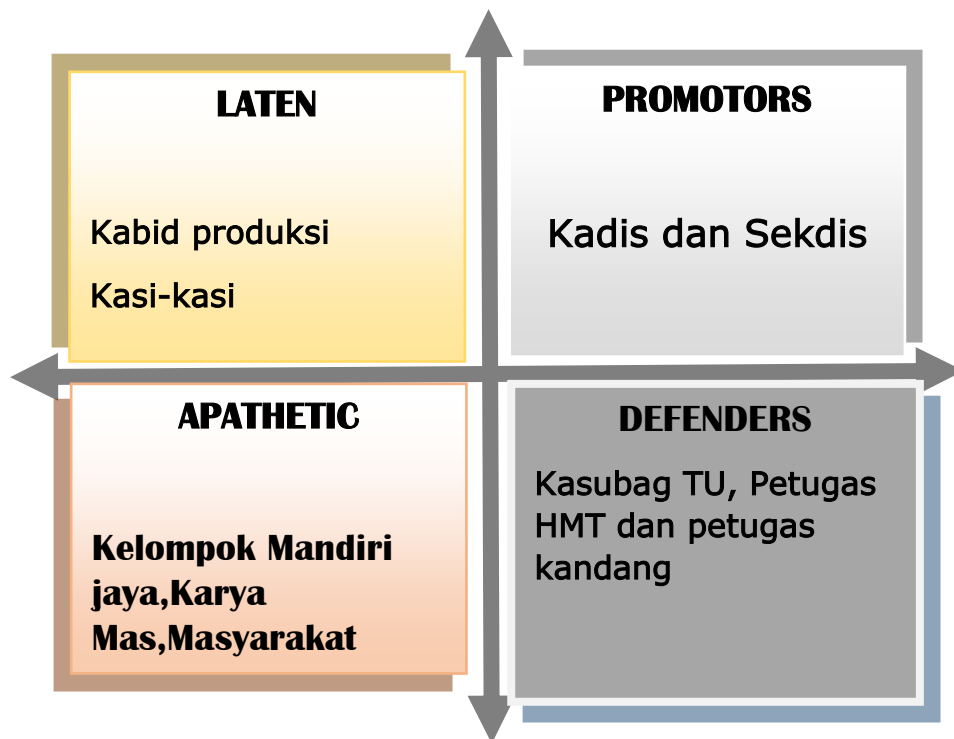 LATEN
Kabid produksi
Kasi-kasi
PROMOTORS
Kadis dan Sekdis
APATHETIC
Kelompok Mandiri
jaya,Karya
Mas,Masyarakat
DEFENDERS
Kasubag TU, Petugas
HMT dan petugas
kandang